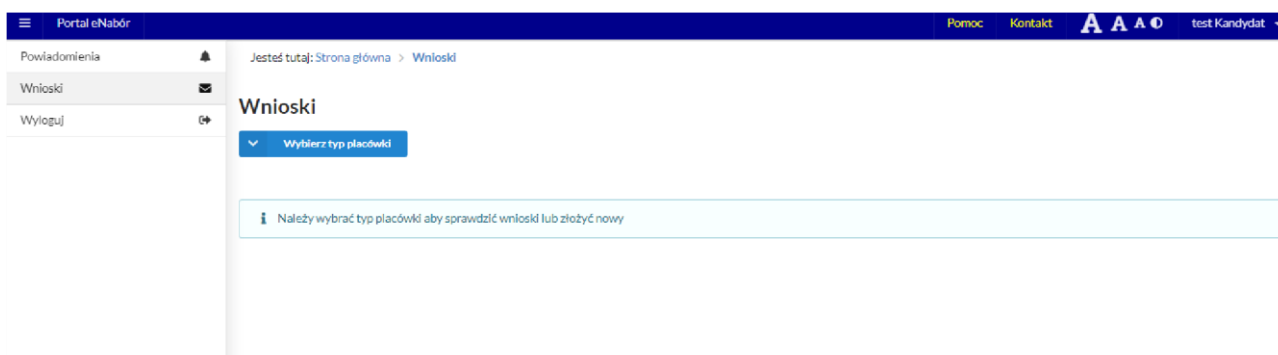 Portal eNabór
Pomoc Kontakt A A A test Kandydat
Powiadomienia
Wnioski
Wyloguj
Jesteś tutaj: Strona główna > Wnioski
Wnioski
Wybierz typ placówki
Należy wybrać typ placówki aby sprawdzić wnioski lub złożyć nowy